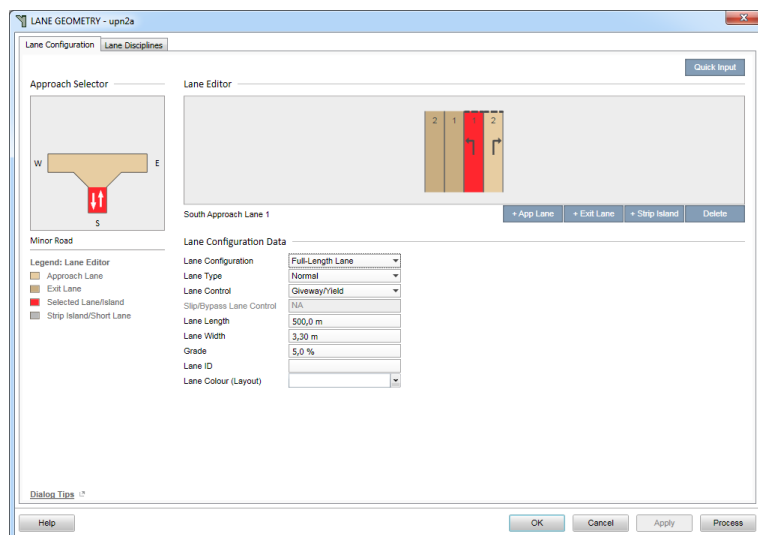 LANE GEOMETRY - upn2a
Lane Configuration Lane Disciplines
Quick Input
Approach Selector
Lane Editor
W E
S
2 1 1 2
South Approach Lane 1
+ App Lane + Exit Lane + Strip Island Delete
Minor Road
Lane Configuration Data
Legend: Lane Editor
Approach Lane
Exit Lane
Selected Lane/Island
Strip Island/Short Lane
Lane Configuration Full-Length Lane
Lane Type Normal
Lane Control Giveway/Yield
Slip/Bypass Lane Control NA
Lane Length 500,0 m
Lane Width 3,30 m
Grade 5,0 %
Lane ID
Lane Colour (Layout)
Dialog Tips
Help OK Cancel Apply Process